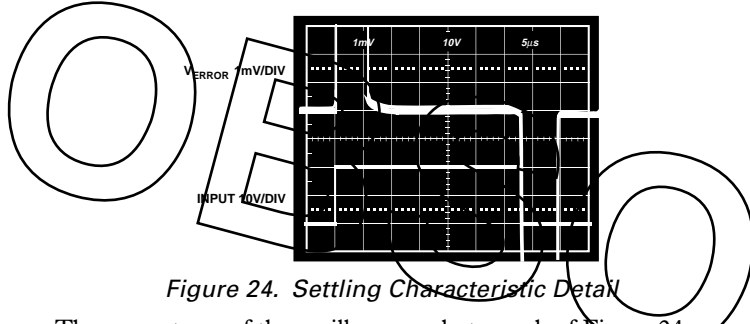 1mV 10V 5µs
VERROR 1mV/DIV
INPUT 10V/DIV
Figure 24. Settling Characteristic Detail